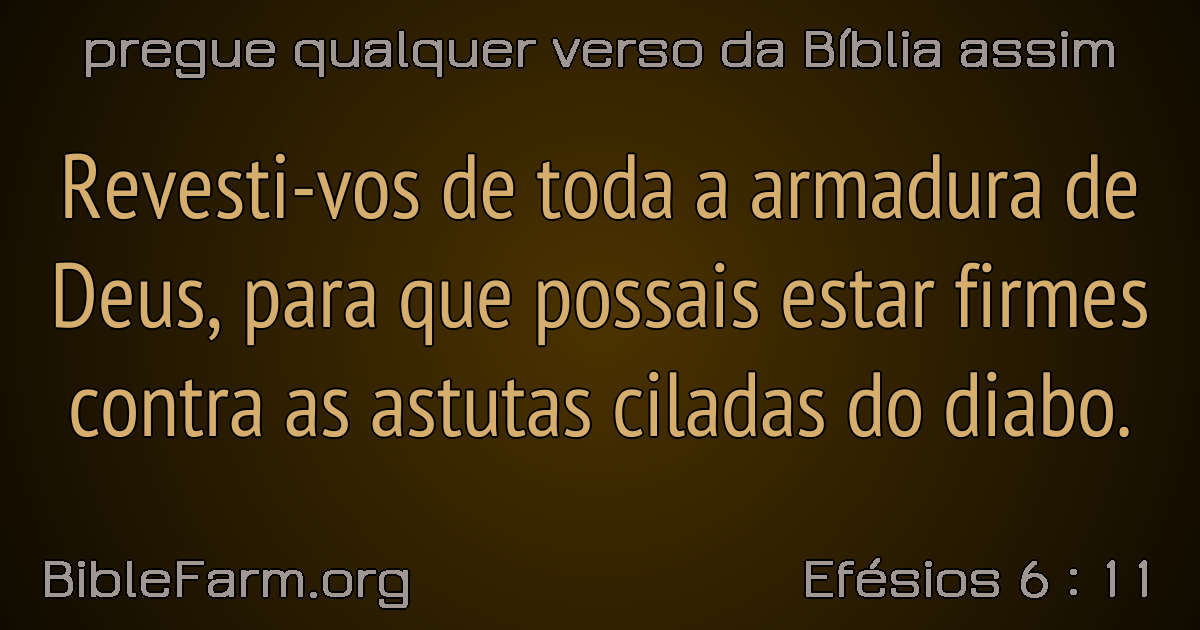 pregue qualquer verso da Bíblia assim
Revesti-vos de toda a armadura de
Deus, para que possais estar firmes
contra as astutas ciladas do diabo.
BibleFarm.org
Efésios 6 : 11